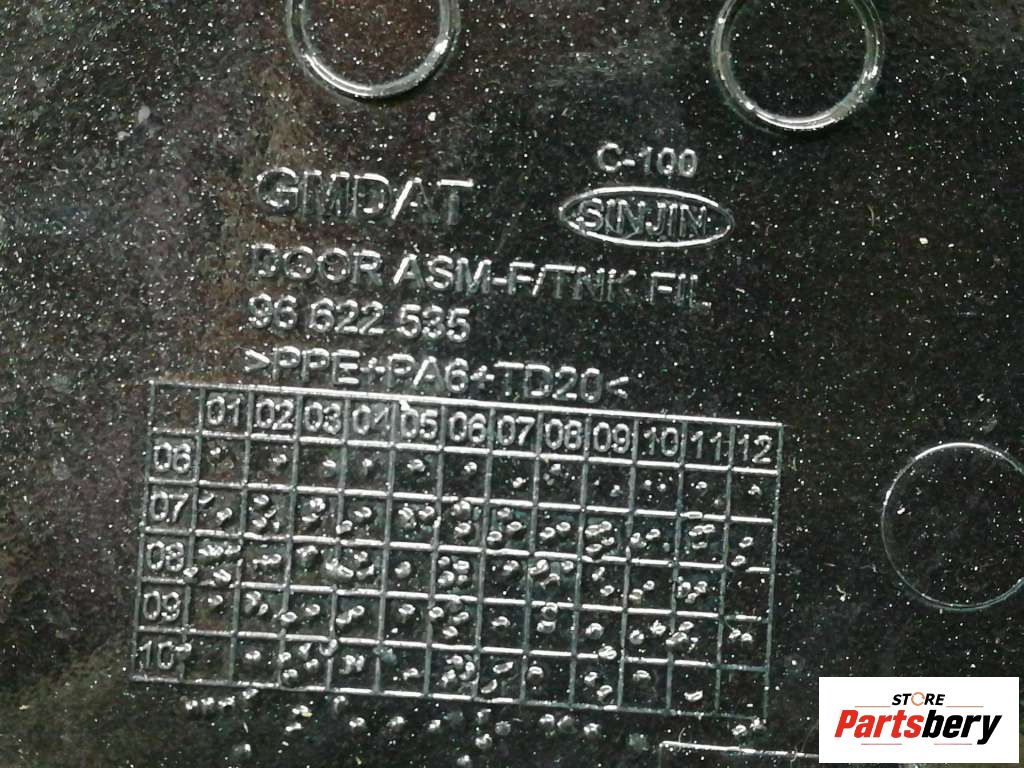 C-100
GMDAT
SINJIN
DOOR ASM-F/TNK FIL
96 622 535
>PPE+PA6+TD20<
01 02 03 04 05 06 07 08 09 10 11 12
06
07
08
09
10
STORE
Partsbery